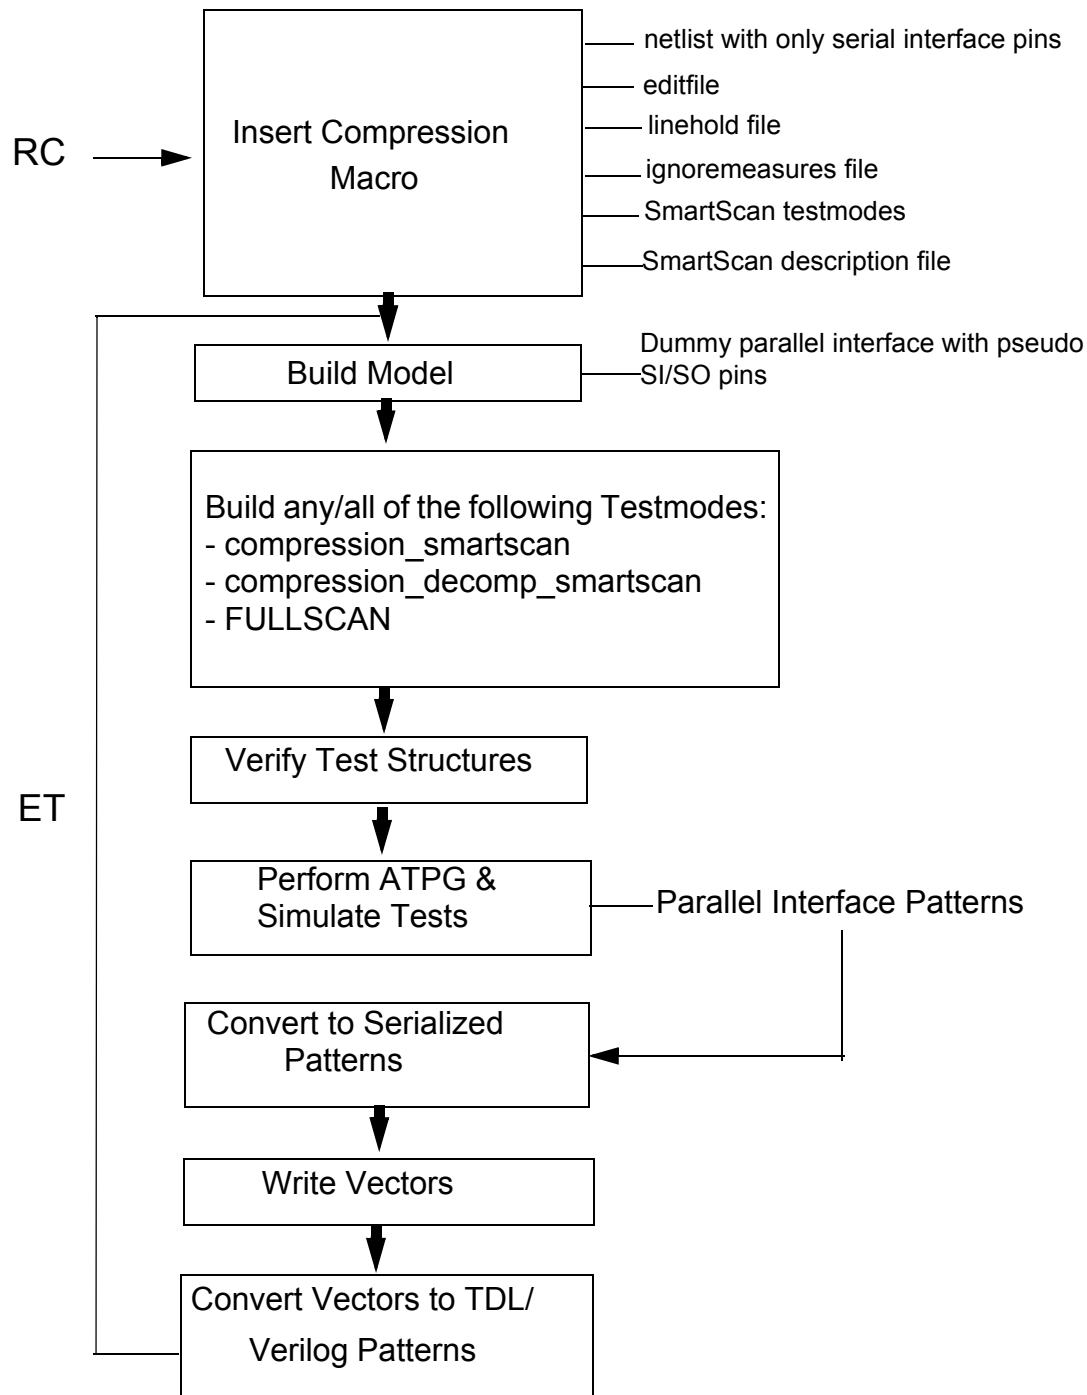 netlist with only serial interface pins
editfile
linehold file
RC
Insert Compression
Macro
ignoremeasures file
SmartScan testmodes
SmartScan description file
Build Model
Dummy parallel interface with pseudo
SI/SO pins
Build any/all of the following Testmodes:
- compression_smartscan
- compression_decomp_smartscan
- FULLSCAN
Verify Test Structures
ET
Perform ATPG &
Simulate Tests
Parallel Interface Patterns
Convert to Serialized
Patterns
Write Vectors
Convert Vectors to TDL/
Verilog Patterns